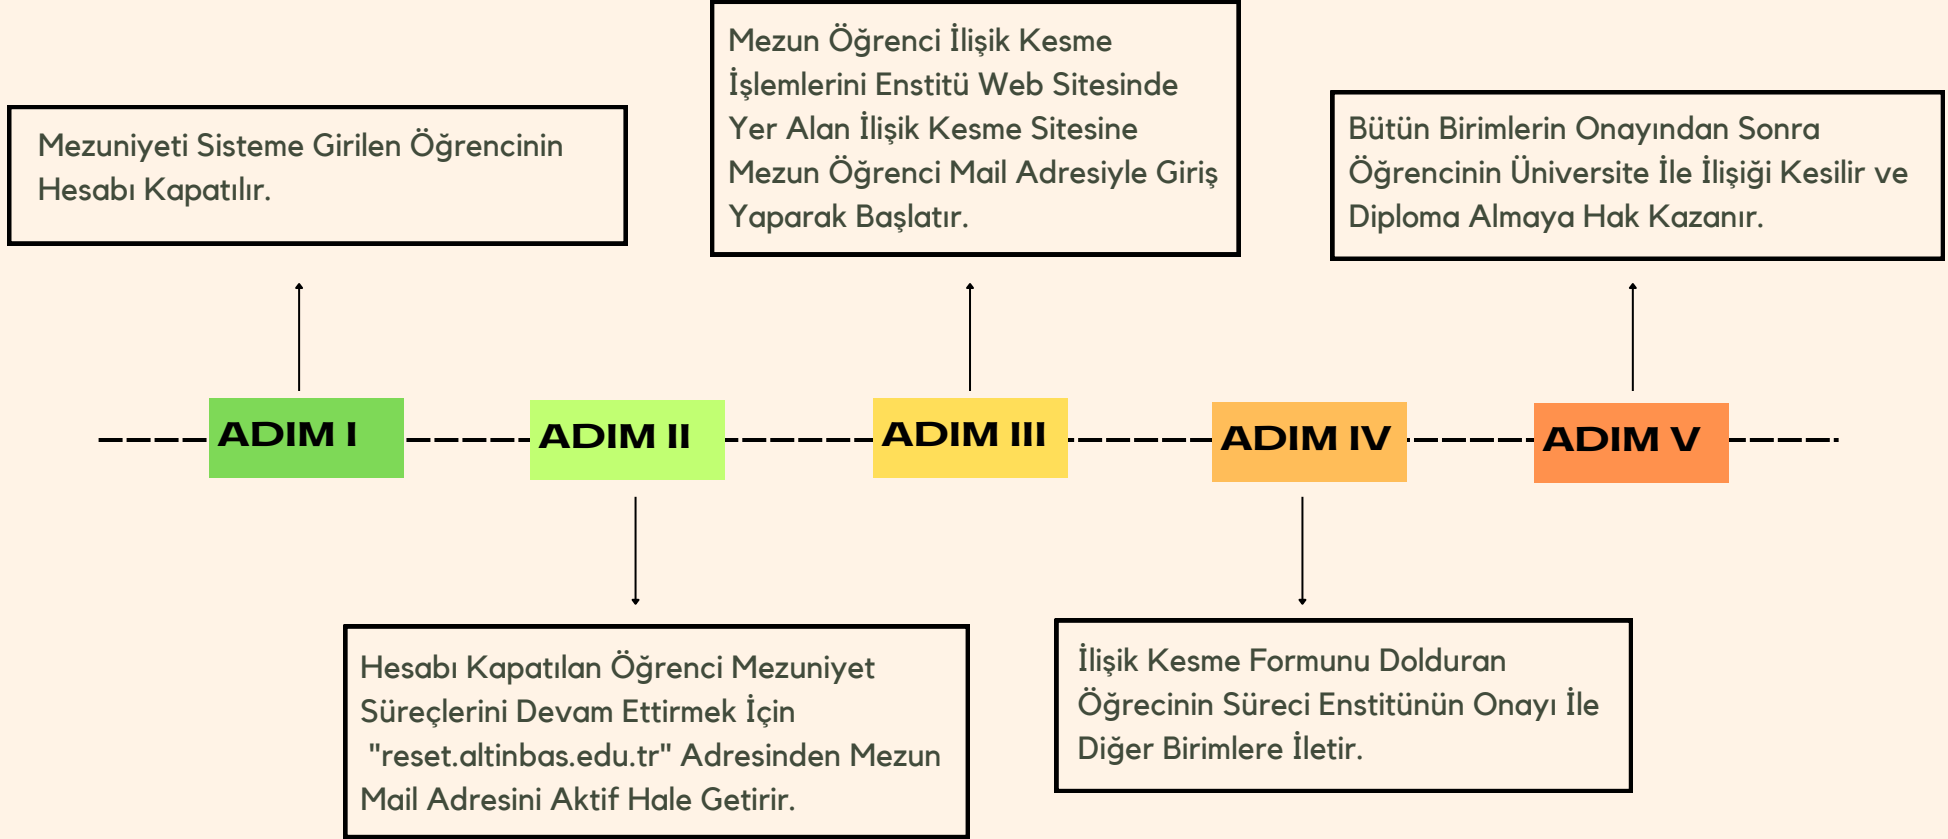 Mezuniyeti Sisteme Girilen Öğrencinin
Hesabı Kapatılır.
Mezun Öğrenci İlişik Kesme
İşlemlerini Enstitü Web Sitesinde
Yer Alan İlişik Kesme Sitesine
Mezun Öğrenci Mail Adresiyle Giriş
Yaparak Başlatır.
Bütün Birimlerin Onayından Sonra
Öğrencinin Üniversite İle İlişiği Kesilir ve
Diploma Almaya Hak Kazanır.
ADIM I
ADIM II
ADIM III
ADIM IV
ADIM V
Hesabı Kapatılan Öğrenci Mezuniyet
Süreçlerini Devam Ettirmek İçin
"reset.altinbas.edu.tr" Adresinden Mezun
Mail Adresini Aktif Hale Getirir.
İlişik Kesme Formunu Dolduran
Öğrecinin Süreci Enstitünün Onayı İle
Diğer Birimlere İletir.